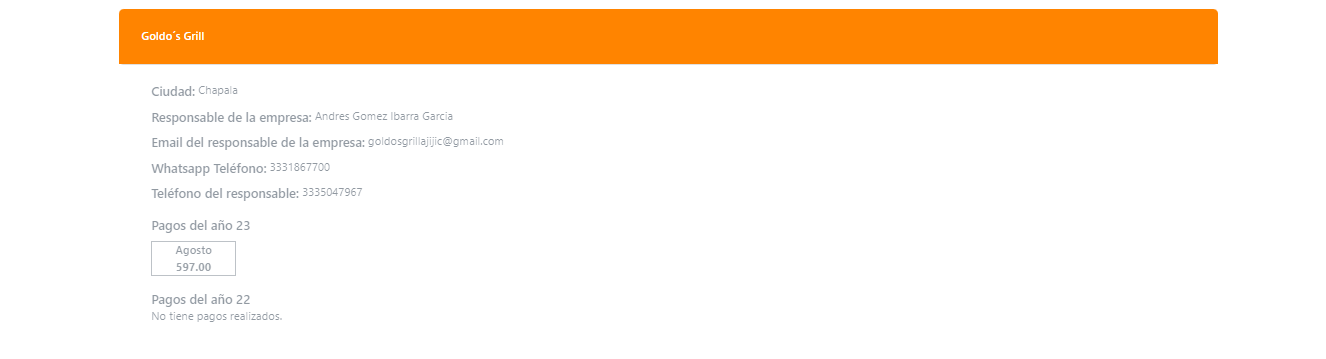 Goldo´s Grill
Ciudad: Chapala
Responsable de la empresa: Andres Gomez Ibarra Garcia
Email del responsable de la empresa: goldosgrillajijic@gmail.com
Whatsapp Teléfono: 3331867700
Teléfono del responsable: 3335047967
Pagos del año 23
Agosto
597.00
Pagos del año 22
No tiene pagos realizados.